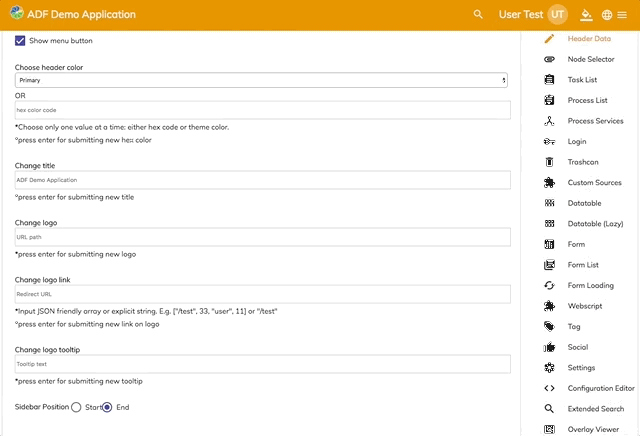 ADF Demo Application
User Test
UT
Show menu button
Choose header color
Primary
OR
hex color code
*Choose only one value at a time: either hex code or theme color.
*press enter for submitting new hex color
Change title
ADF Demo Application
*press enter for submitting new title
Change logo
URL path
*press enter for submitting new logo
Change logo link
Redirect URL
*Input JSON friendly array or explicit string. E.g. ["/test", 33, "user", 11] or "/test"
*press enter for submitting new link on logo
Change logo tooltip
Tooltip text
*press enter for submitting new tooltip
Sidebar Position Start End
Header Data
Node Selector
Task List
Process List
Process Services
Login
Trashcan
Custom Sources
Datatable
Datatable (Lazy)
Form
Form List
Form Loading
Webscript
Tag
Social
Settings
Configuration Editor
Extended Search
Overlay Viewer